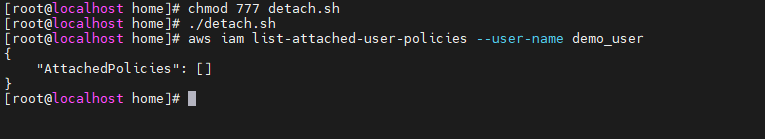 [root@localhost home]# chmod 777 detach.sh
[root@localhost home]# ./detach.sh
[root@localhost home]# aws iam list-attached-user-policies --user-name demo_user
{
    "AttachedPolicies": []
}
[root@localhost home]#